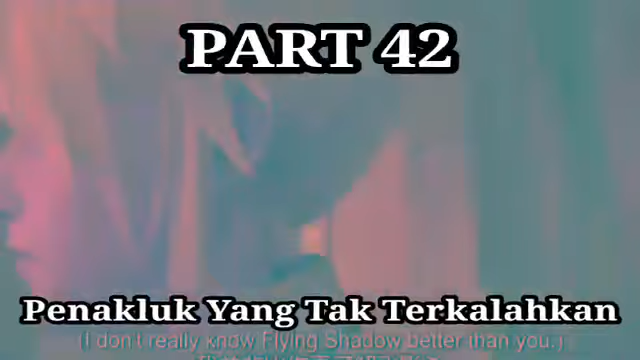 PART 42
Penakluk Yang Tak Terkalahkan
(I don't really know Flying Shadow better than you.)